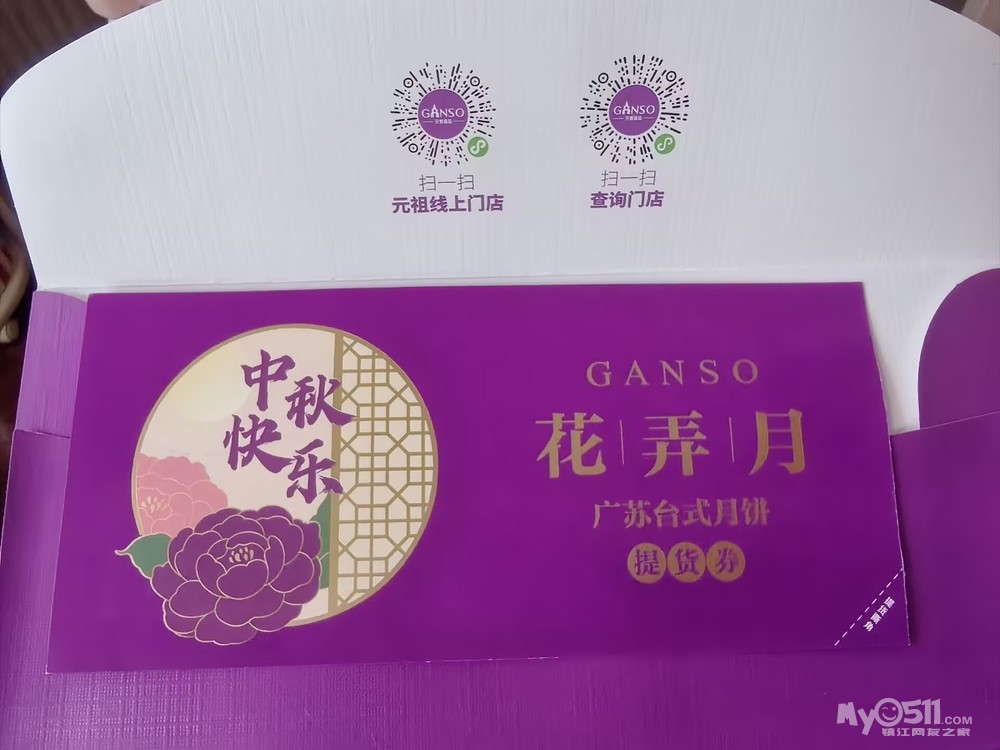 GANSO
GANSO
扫一扫
元祖线上门店
扫一扫
查询门店
中秋
快乐
GANSO
花弄月
广苏台式月饼
提货券
My0511.com
镇江网友之家